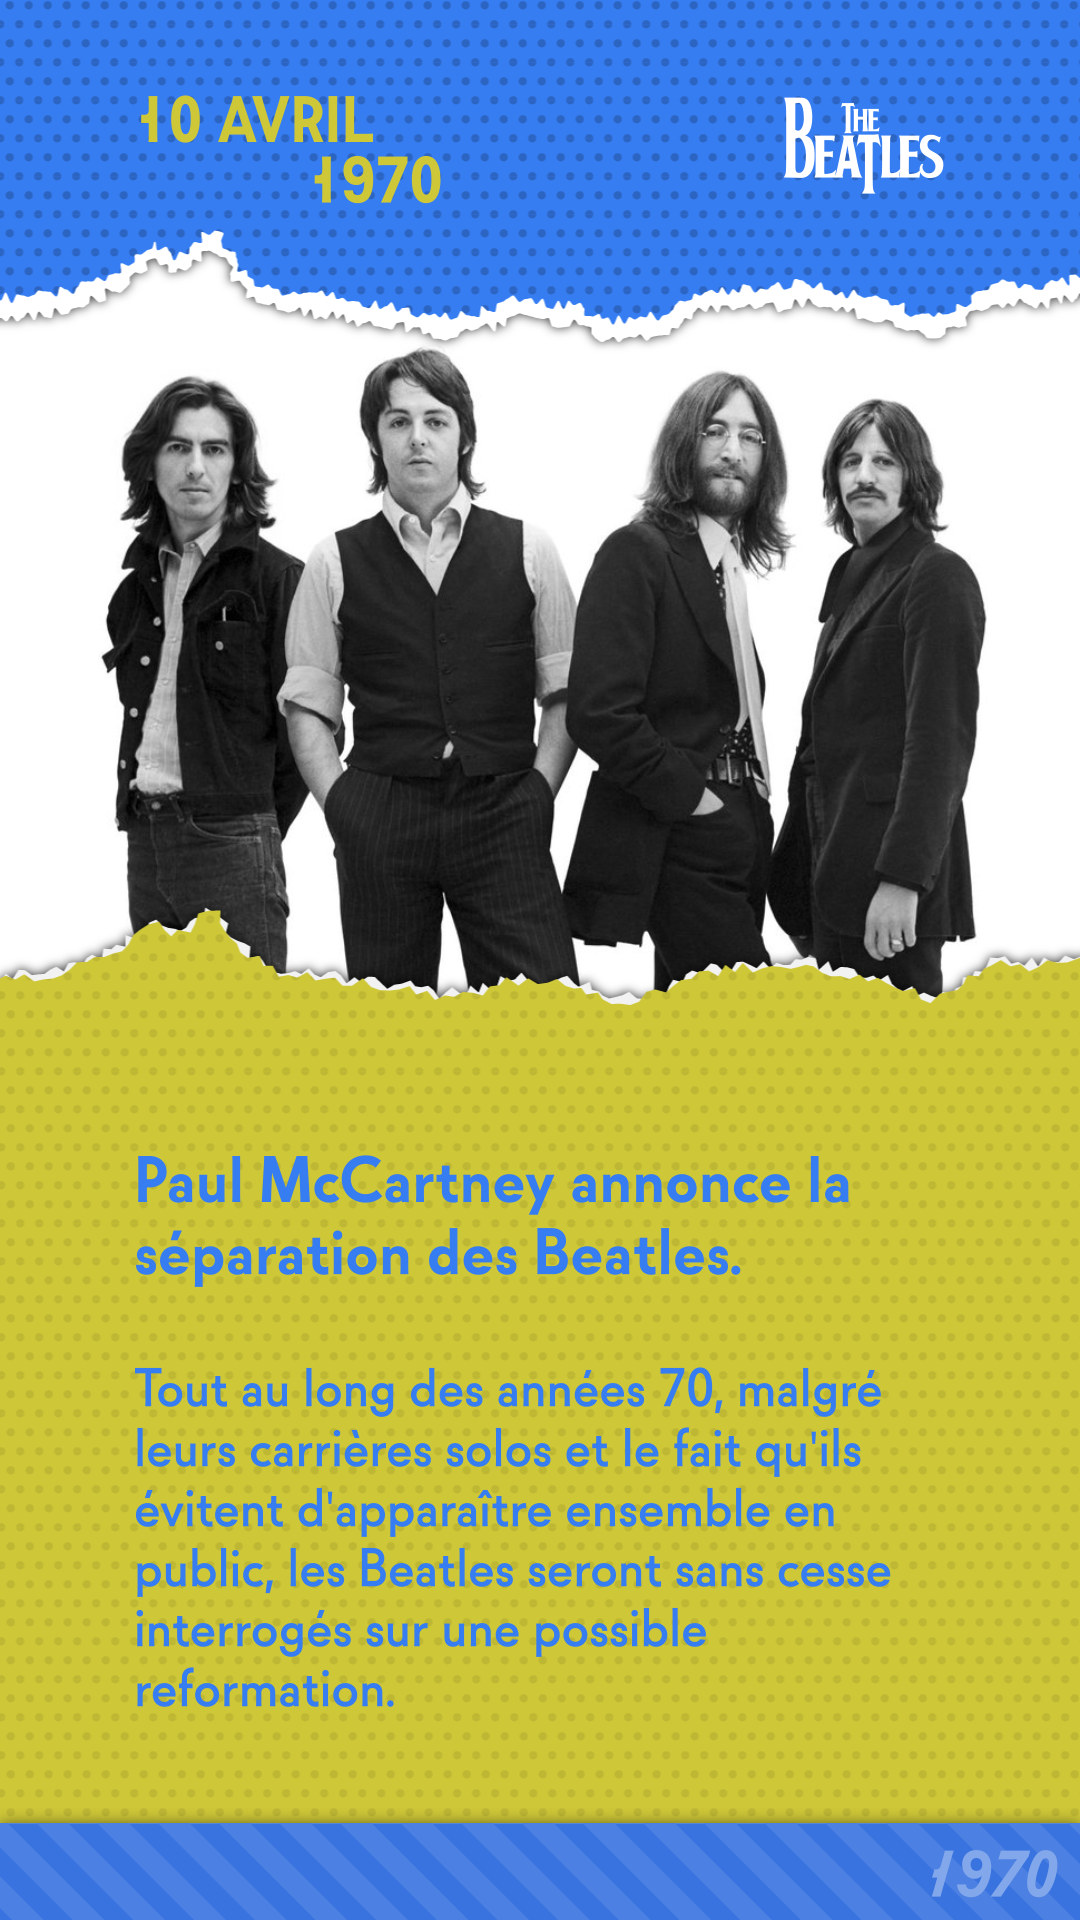 10 AVRIL
1970
THE
BEATLES
Paul McCartney annonce la
séparation des Beatles.
Tout au long des années 70, malgré
leurs carrières solos et le fait qu'ils
évitent d'apparaître ensemble en
public, les Beatles seront sans cesse
interrogés sur une possible
reformation.
1970